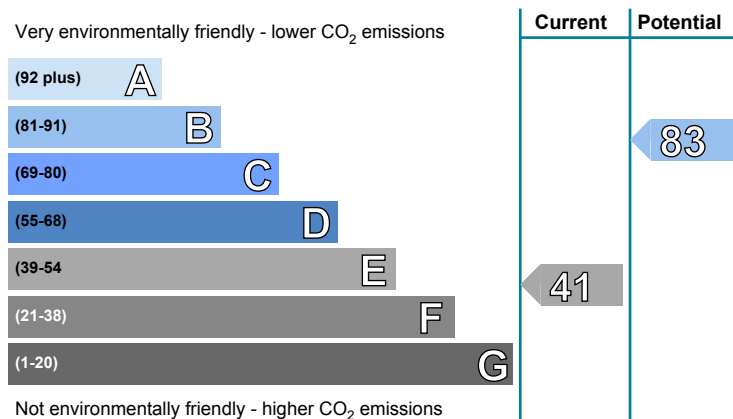 Very environmentally friendly - lower CO₂ emissions
Current
Potential
(92 plus) A
(81-91) B
83
(69-80) C
(55-68) D
(39-54 E
41
(21-38) F
(1-20) G
Not environmentally friendly - higher CO₂ emissions